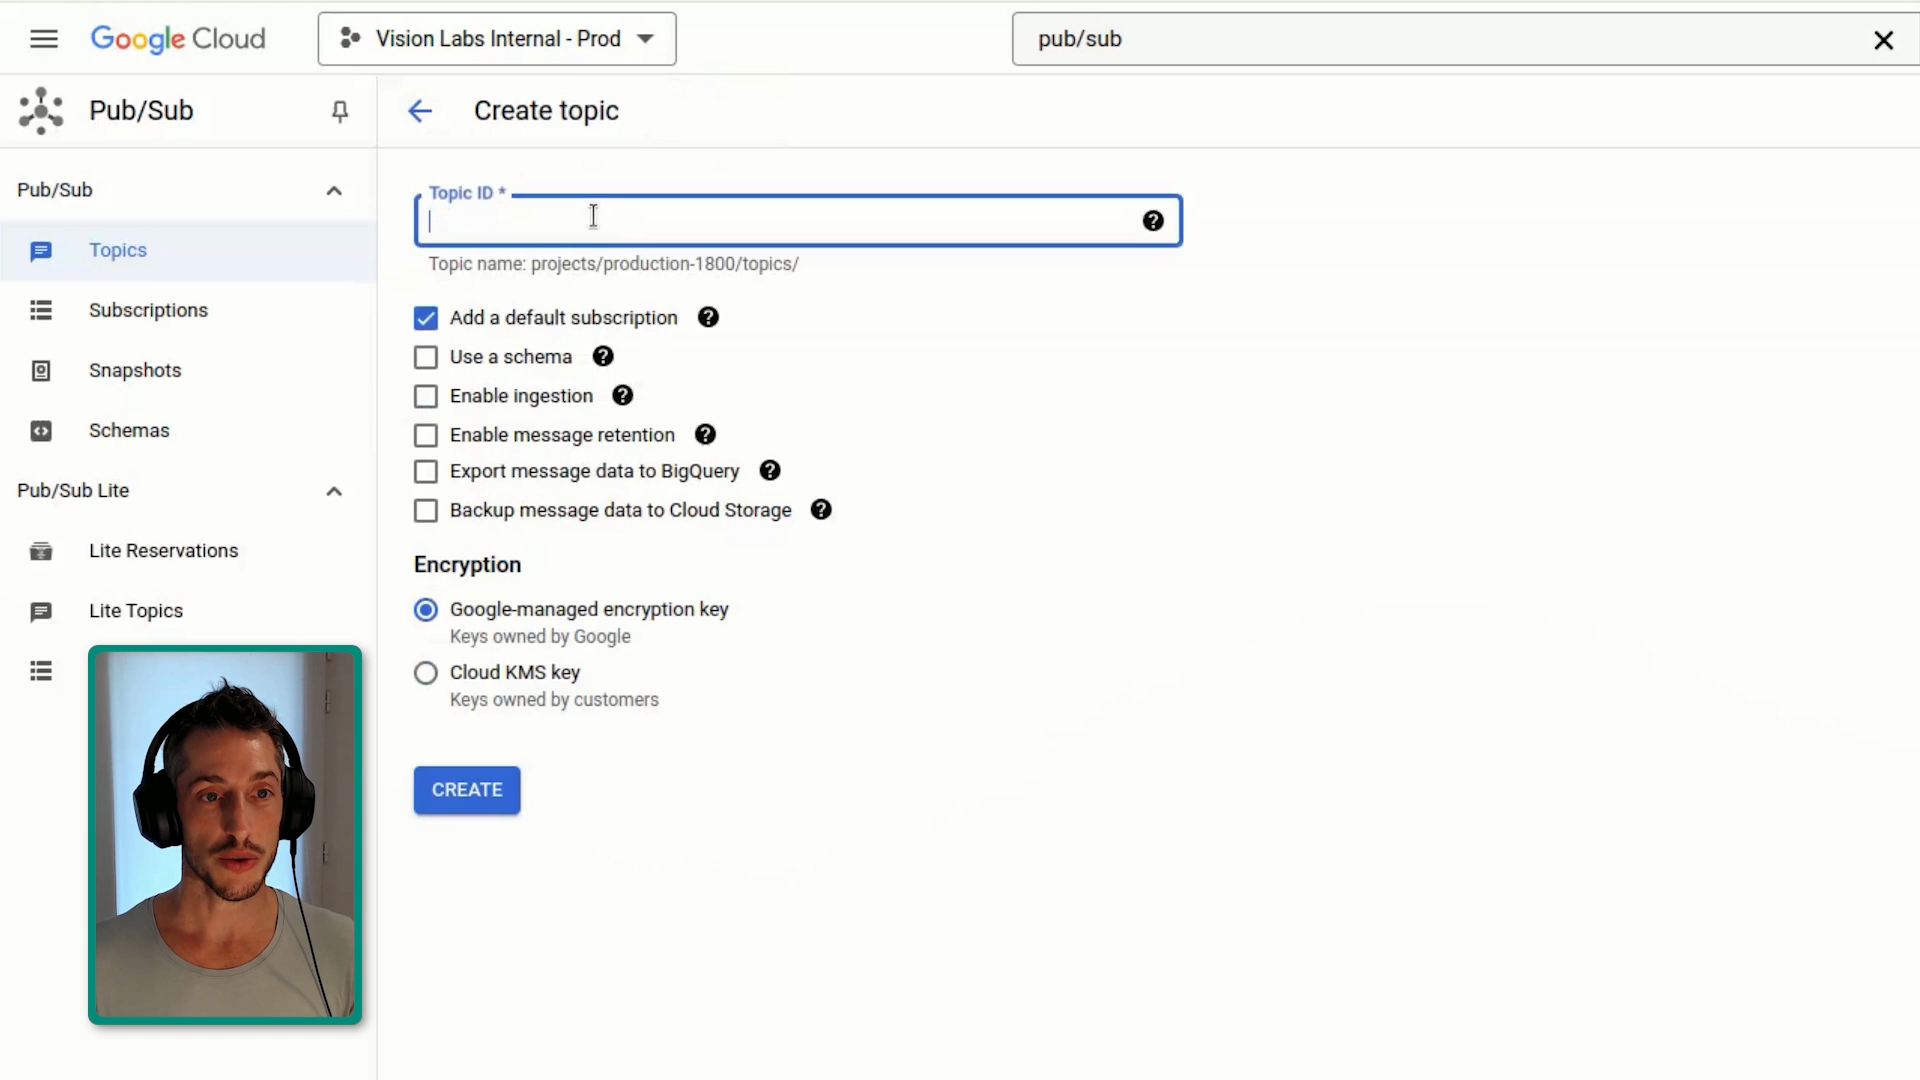 Google Cloud
Vision Labs Internal - Prod
pub/sub
Pub/Sub
Create topic
Pub/Sub
Topics
Subscriptions
Snapshots
Schemas
Pub/Sub Lite
Lite Reservations
Lite Topics
Topic ID *
Topic name: projects/production-1800/topics/
Add a default subscription
Use a schema
Enable ingestion
Enable message retention
Export message data to BigQuery
Backup message data to Cloud Storage
Encryption
Google-managed encryption key
Keys owned by Google
Cloud KMS key
Keys owned by customers
CREATE